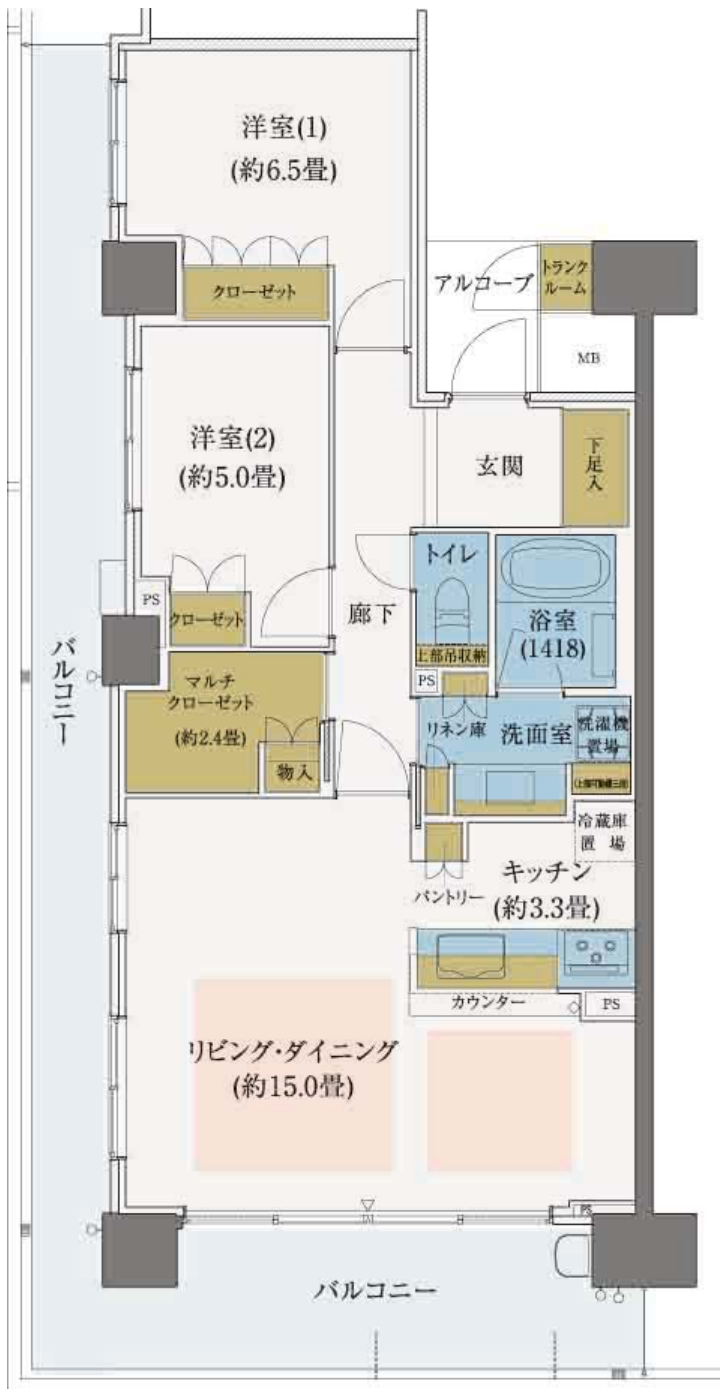 洋室(1)
(約6.5畳)
クローゼット
アルコーブ
トランク
ルーム
MB
洋室(2)
(約5.0畳)
玄関
下足入
トイレ
上部吊収納
浴室
(1418)
廊下
PS
クローゼット
PS
バルコニー
マルチ
クローゼット
(約2.4畳)
物入
リネン庫
洗面室
洗濯機
置場
冷蔵庫
置場
キッチン
(約3.3畳)
パントリー
カウンター
PS
リビング・ダイニング
(約15.0畳)
PS
バルコニー